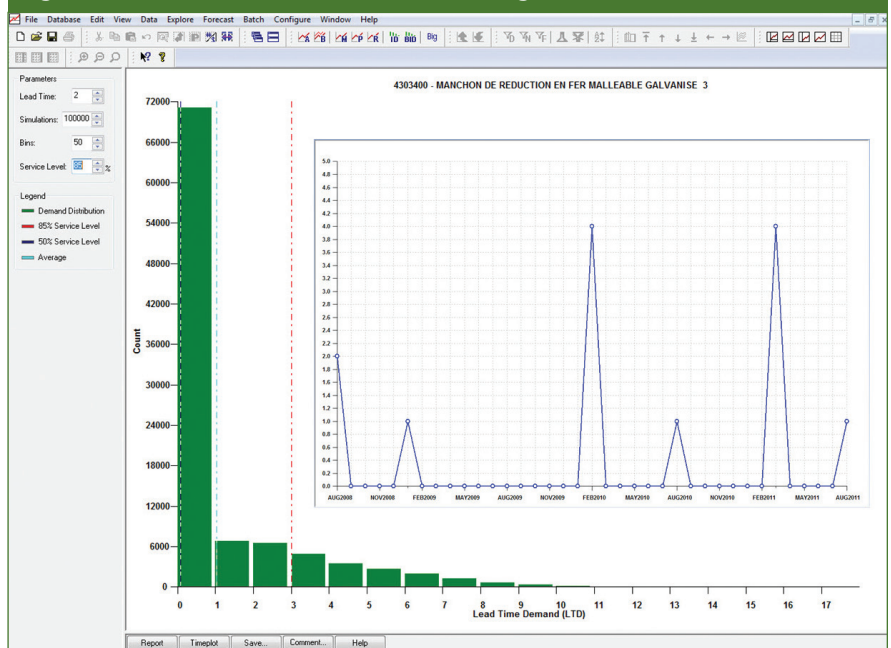 File Database Edit View Data Explore Forecast Batch Configure Window Help
Big
Parameters
Lead Time: 2
Simulations: 100000
Bins: 50
Service Level: 85 %
Legend
Demand Distribution
85% Service Level
50% Service Level
Average
4303400 - MANCHON DE REDUCTION EN FER MALLEABLE GALVANISE 3
72000
66000
60000
54000
48000
42000
36000
30000
24000
18000
12000
6000
0
Count
0 1 2 3 4 5 6 7 8 9 10 11 12 13 14 15 16 17
Lead Time Demand (LTD)
5.0
4.6
4.4
4.2
4.0
3.8
3.6
3.4
3.2
3.0
2.8
2.6
2.4
2.2
2.0
1.8
1.6
1.4
1.2
1.0
0.8
0.6
0.4
0.2
0.0
AUG2008 NOV2008 FEB2009 MAY2009 AUG2009 NOV2009 FEB2010 MAY2010 AUG2010 NOV2010 FEB2011 MAY2011 AUG2011
Report Timeplot Save... Comment... Help